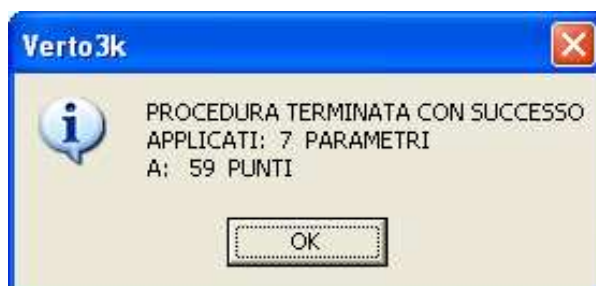 Verto3k
PROCEDURA TERMINATA CON SUCCESSO
APPLICATI: 7 PARAMETRI
A: 59 PUNTI
OK